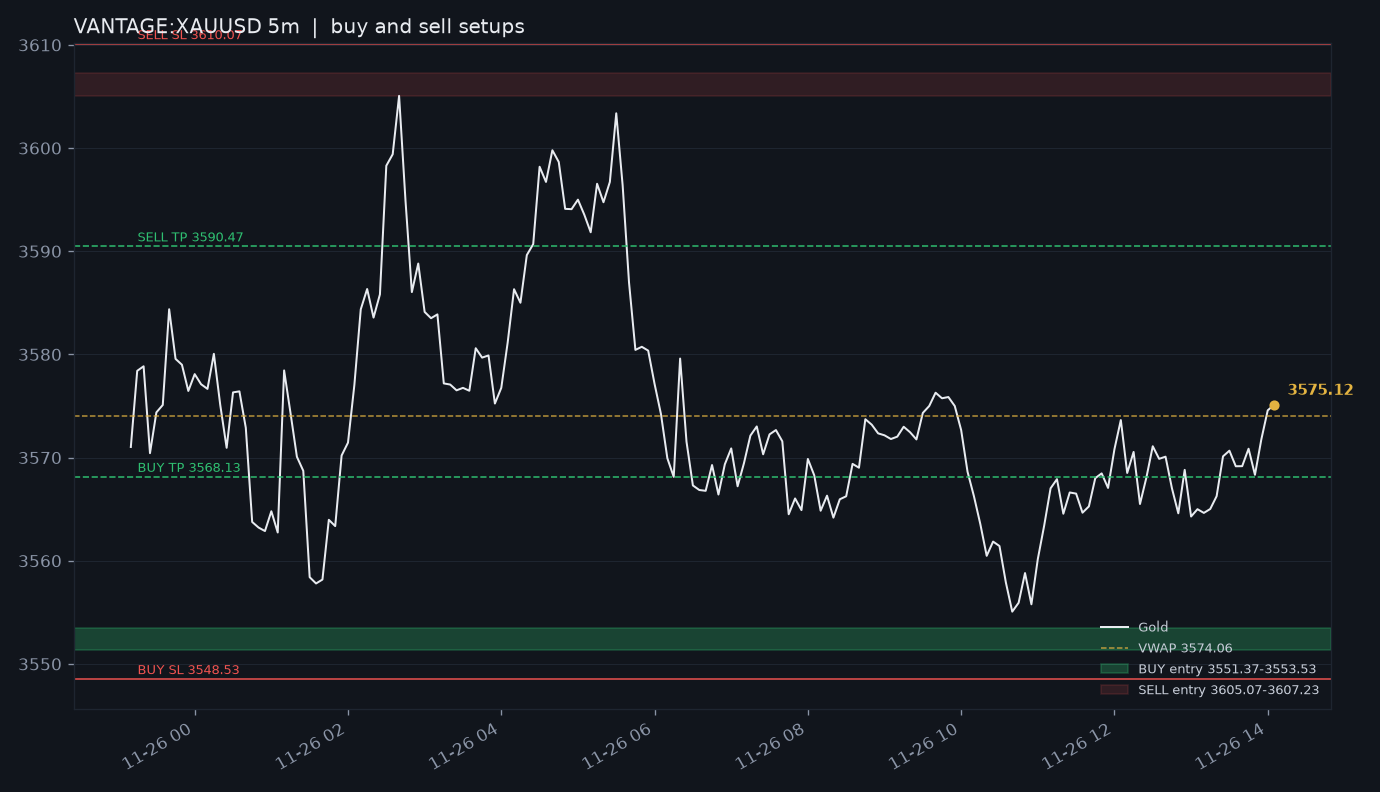 VANTAGE:XAUUSD 5m | buy and sell setups
SELL SL 3610.07
3610
3600
SELL TP 3590.47
3590
3580
3575.12
3570
BUY TP 3568.13
3560
3550
BUY SL 3548.53
Gold
VWAP 3574.06
BUY entry 3551.37-3553.53
SELL entry 3605.07-3607.23
11-26 00
11-26 02
11-26 04
11-26 06
11-26 08
11-26 10
11-26 12
11-26 14